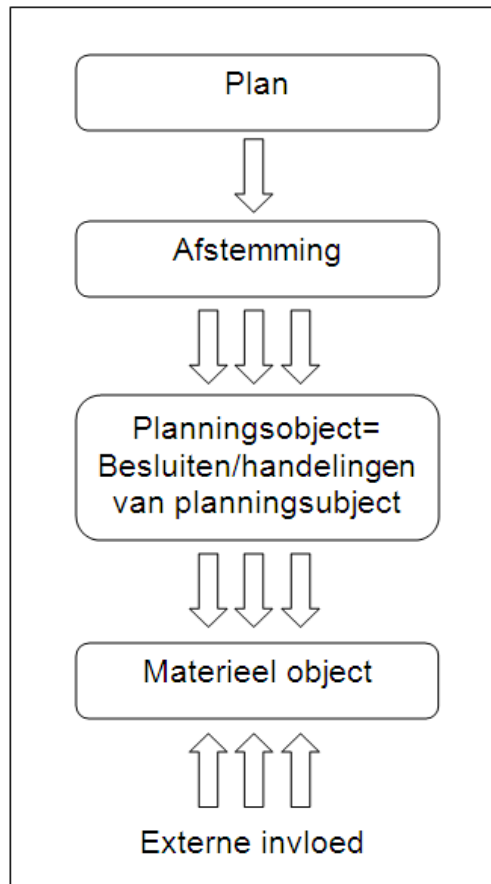 Plan
Afstemming
Planningsobject=
Besluiten/handelingen
van planningsubject
Materieel object
Externe invloed